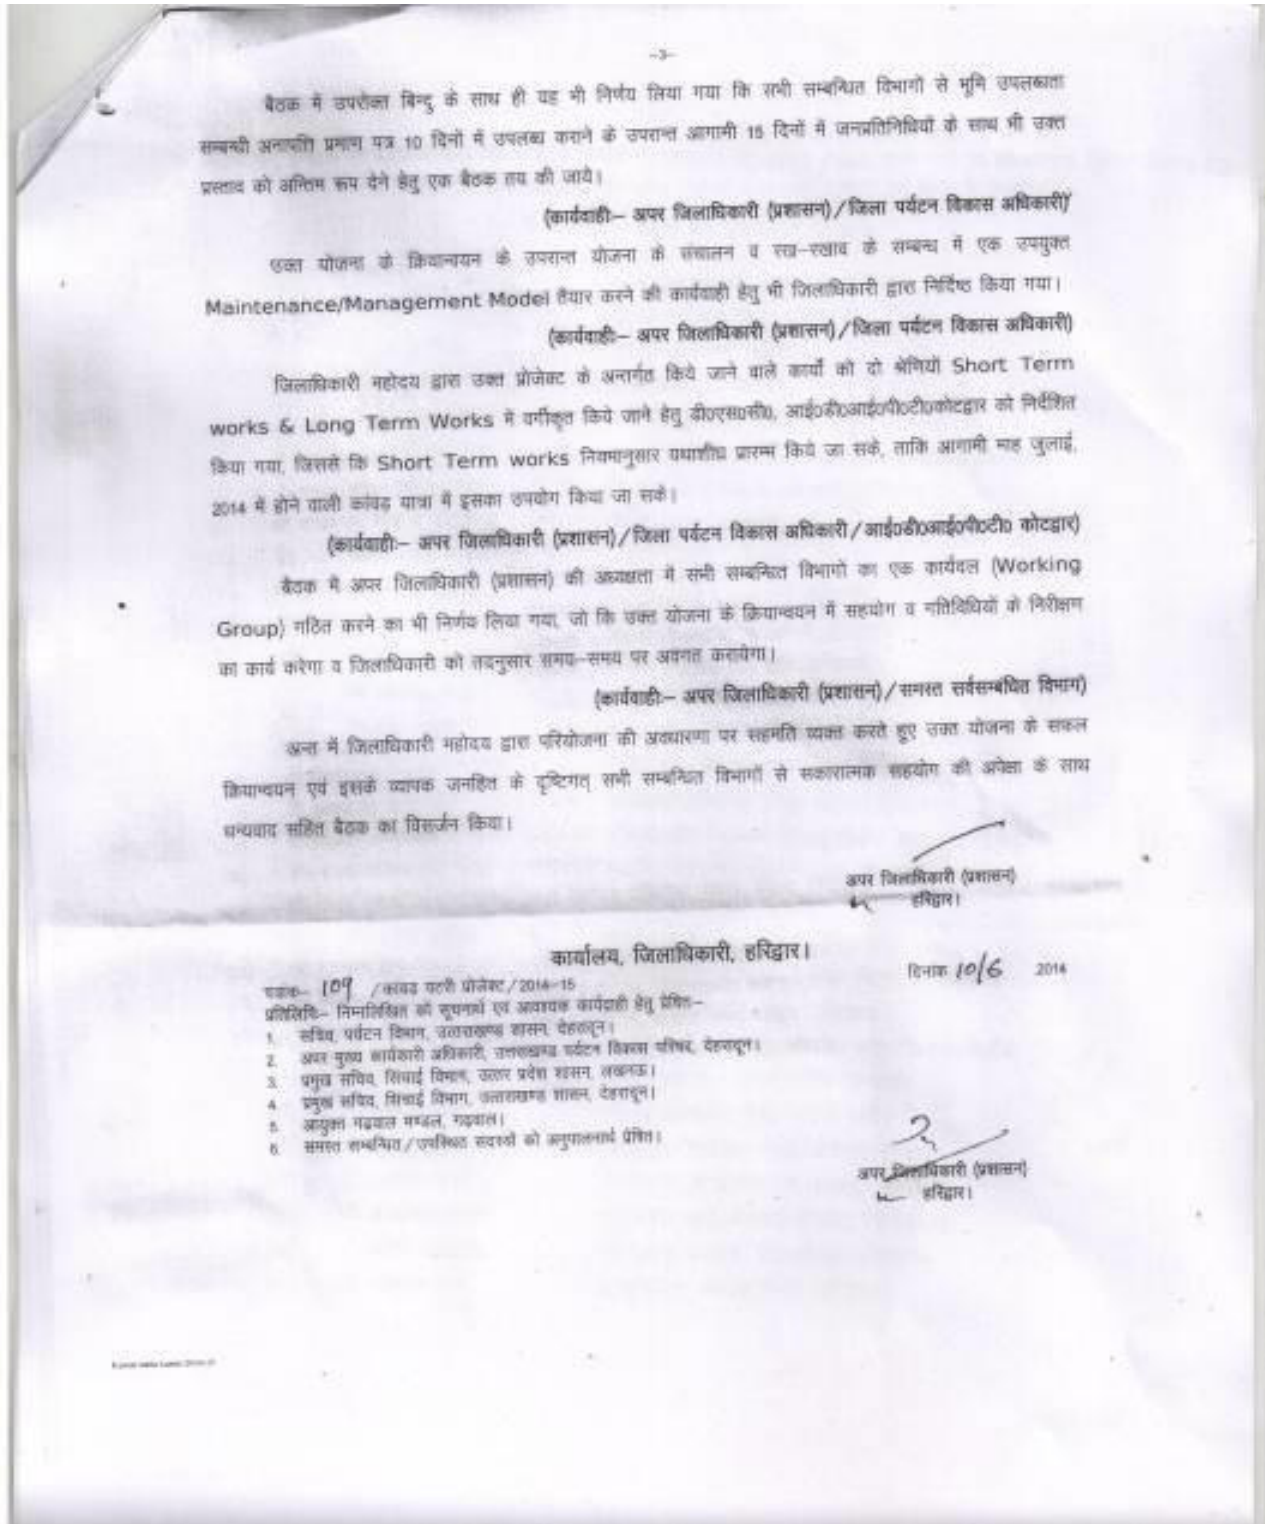 -3-
बैठक में उपरोक्त बिन्दु के साथ ही यह भी निर्णय लिया गया कि सभी सम्बन्धित विभागों से भूमि उपलब्धता
सम्बन्धी अनापत्ति प्रमाण पत्र 10 दिनों में उपलब्ध कराने के उपरान्त आगामी 15 दिनों में जनप्रतिनिधियों के साथ भी उक्त
प्रस्ताव को अन्तिम रूप देने हेतु एक बैठक तय की जाये।
(कार्यवाहीः– अपर जिलाधिकारी (प्रशासन)/जिला पर्यटन विकास अधिकारी)
उक्त योजना के क्रियान्वयन के उपरान्त योजना के संचालन व रख–रखाव के सम्बन्ध में एक उपयुक्त
Maintenance/Management Model तैयार करने की कार्यवाही हेतु भी जिलाधिकारी द्वारा निर्दिष्ठ किया गया।
(कार्यवाहीः– अपर जिलाधिकारी (प्रशासन)/जिला पर्यटन विकास अधिकारी)
जिलाधिकारी महोदय द्वारा उक्त प्रोजेक्ट के अन्तर्गत किये जाने वाले कार्यो को दो श्रेणियों Short Term
works & Long Term Works में वर्गीकृत किये जाने हेतु डी0एस0सी0, आई0डी0आई0पी0टी0कोटद्वार को निर्देशित
किया गया, जिससे कि Short Term works नियमानुसार यथाशीघ्र प्रारम्भ किये जा सके, ताकि आगामी माह जुलाई,
2014 में होने वाली कांवड़ यात्रा में इसका उपयोग किया जा सके।
(कार्यवाहीः– अपर जिलाधिकारी (प्रशासन)/जिला पर्यटन विकास अधिकारी/आई0डी0आई0पी0टी0 कोटद्वार)
बैठक में अपर जिलाधिकारी (प्रशासन) की अध्यक्षता में सभी सम्बन्धित विभागों का एक कार्यदल (Working
Group) गठित करने का भी निर्णय लिया गया, जो कि उक्त योजना के क्रियान्वयन में सहयोग व गतिविधियों के निरीक्षण
का कार्य करेगा व जिलाधिकारी को तद्नुसार समय–समय पर अवगत करायेगा।
(कार्यवाहीः– अपर जिलाधिकारी (प्रशासन)/समस्त सर्वसम्बंधित विभाग)
अन्त में जिलाधिकारी महोदय द्वारा परियोजना की अवधारणा पर सहमति व्यक्त करते हुए उक्त योजना के सफल
क्रियान्वयन एवं इसके व्यापक जनहित के दृष्टिगत् सभी सम्बन्धित विभागों से सकारात्मक सहयोग की अपेक्षा के साथ
धन्यवाद सहित बैठक का विसर्जन किया।
अपर जिलाधिकारी (प्रशासन)
हरिद्वार।
कार्यालय, जिलाधिकारी, हरिद्वार।
पत्रांक– 109 /कांवड पटरी प्रोजेक्ट/2014–15 दिनांक 10/6 2014
प्रतिलिपिः– निम्नलिखित को सूचनार्थ एवं आवश्यक कार्यवाही हेतु प्रेषित–
1. सचिव, पर्यटन विभाग, उत्तराखण्ड शासन, देहरादून।
2. अपर मुख्य कार्यकारी अधिकारी, उत्तराखण्ड पर्यटन विकास परिषद, देहरादून।
3. प्रमुख सचिव, सिंचाई विभाग, उत्तर प्रदेश शासन, लखनऊ।
4. प्रमुख सचिव, सिंचाई विभाग, उत्तराखण्ड शासन, देहरादून।
5. आयुक्त गढ़वाल मण्डल, गढ़वाल।
6. समस्त सम्बन्धित/उपस्थित सदस्यों को अनुपालनार्थ प्रेषित।
अपर जिलाधिकारी (प्रशासन)
हरिद्वार।